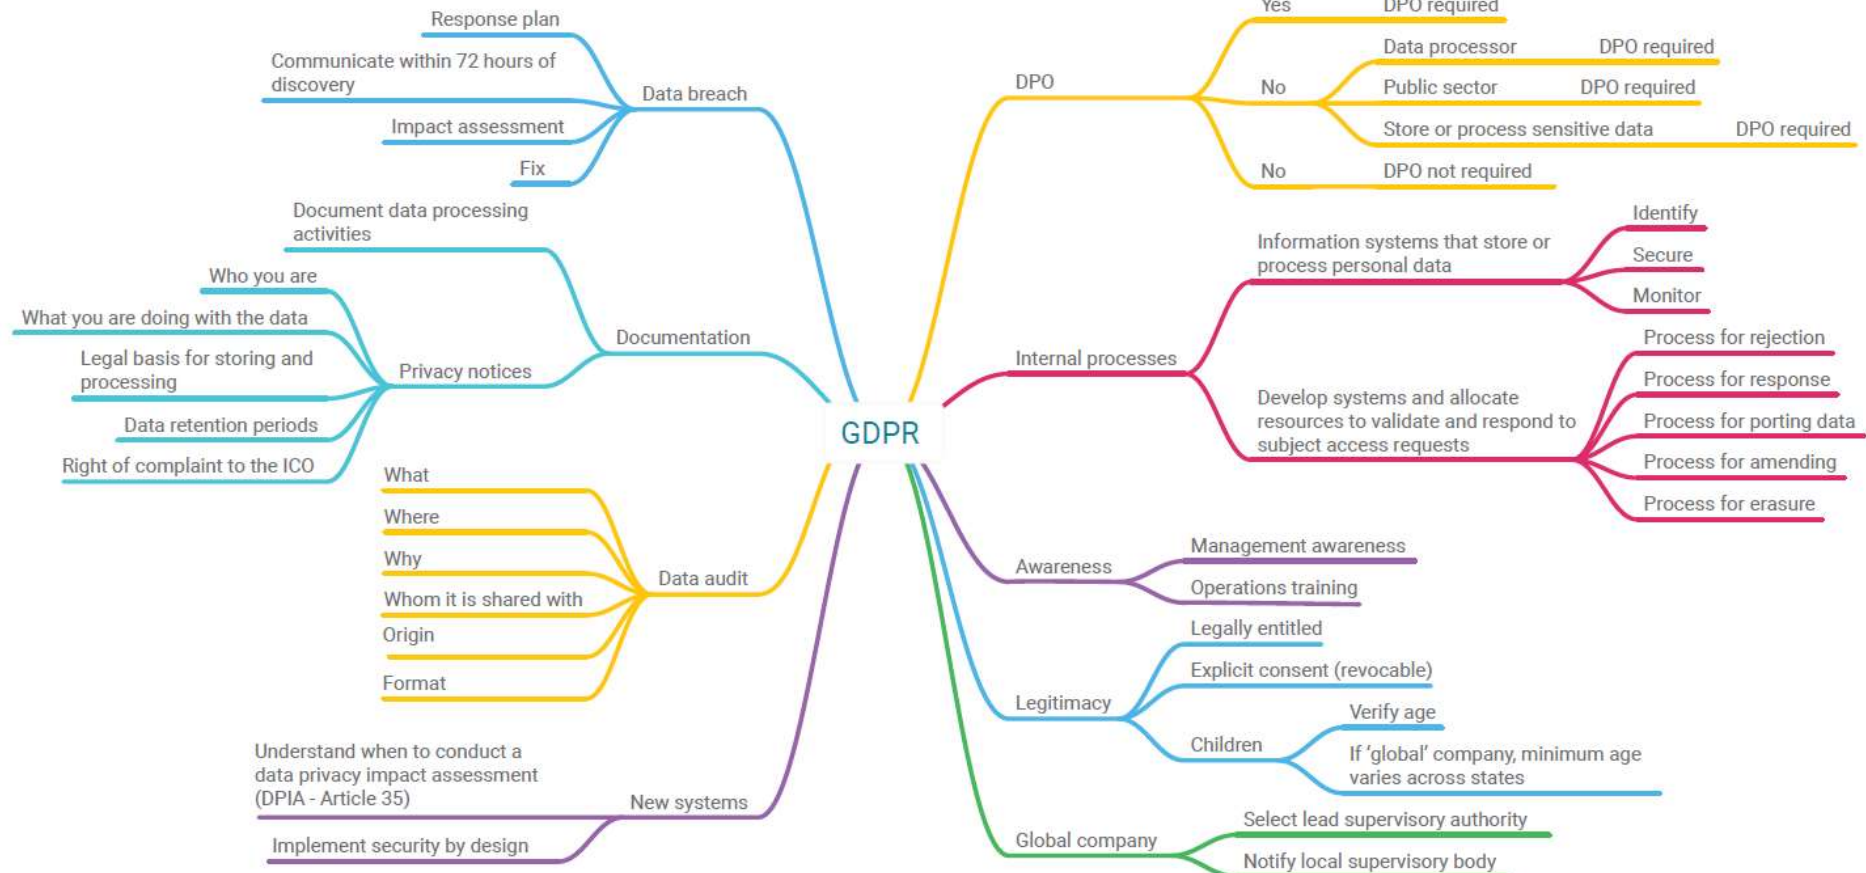 Response plan
Communicate within 72 hours of
discovery
Data breach
Impact assessment
Fix
Document data processing
activities
Who you are
What you are doing with the data
Documentation
Legal basis for storing and
processing
Privacy notices
Data retention periods
Right of complaint to the ICO
GDPR
What
Where
Why
Data audit
Whom it is shared with
Origin
Format
Understand when to conduct a
data privacy impact assessment
(DPIA - Article 35)
New systems
Implement security by design
Yes
DPO required
DPO
Data processor
DPO required
No
Public sector
DPO required
Store or process sensitive data
DPO required
No
DPO not required
Internal processes
Information systems that store or
process personal data
Identify
Secure
Monitor
Develop systems and allocate
resources to validate and respond to
subject access requests
Process for rejection
Process for response
Process for porting data
Process for amending
Process for erasure
Awareness
Management awareness
Operations training
Legitimacy
Legally entitled
Explicit consent (revocable)
Children
Verify age
If ‘global’ company, minimum age
varies across states
Global company
Select lead supervisory authority
Notify local supervisory body